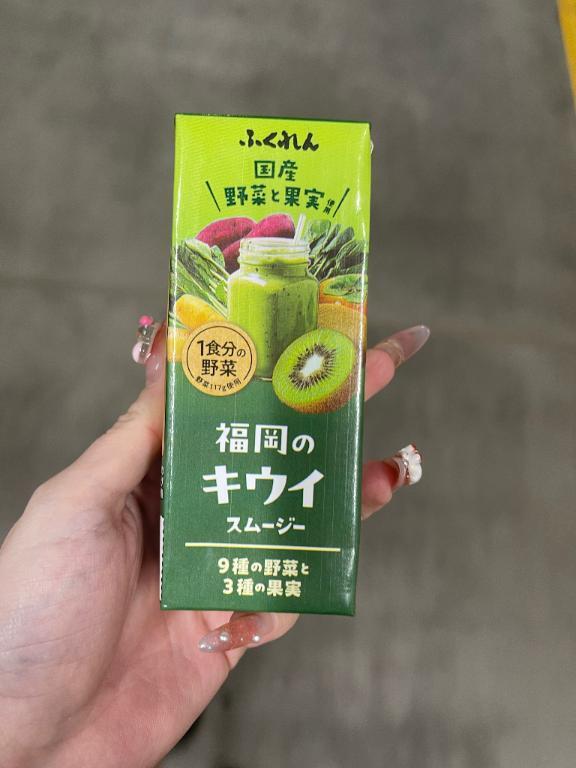 ふくれん
国産
野菜と果実使用
1食分の
野菜
野菜117g使用
福岡の
キウイ
スムージー
9種の野菜と
3種の果実